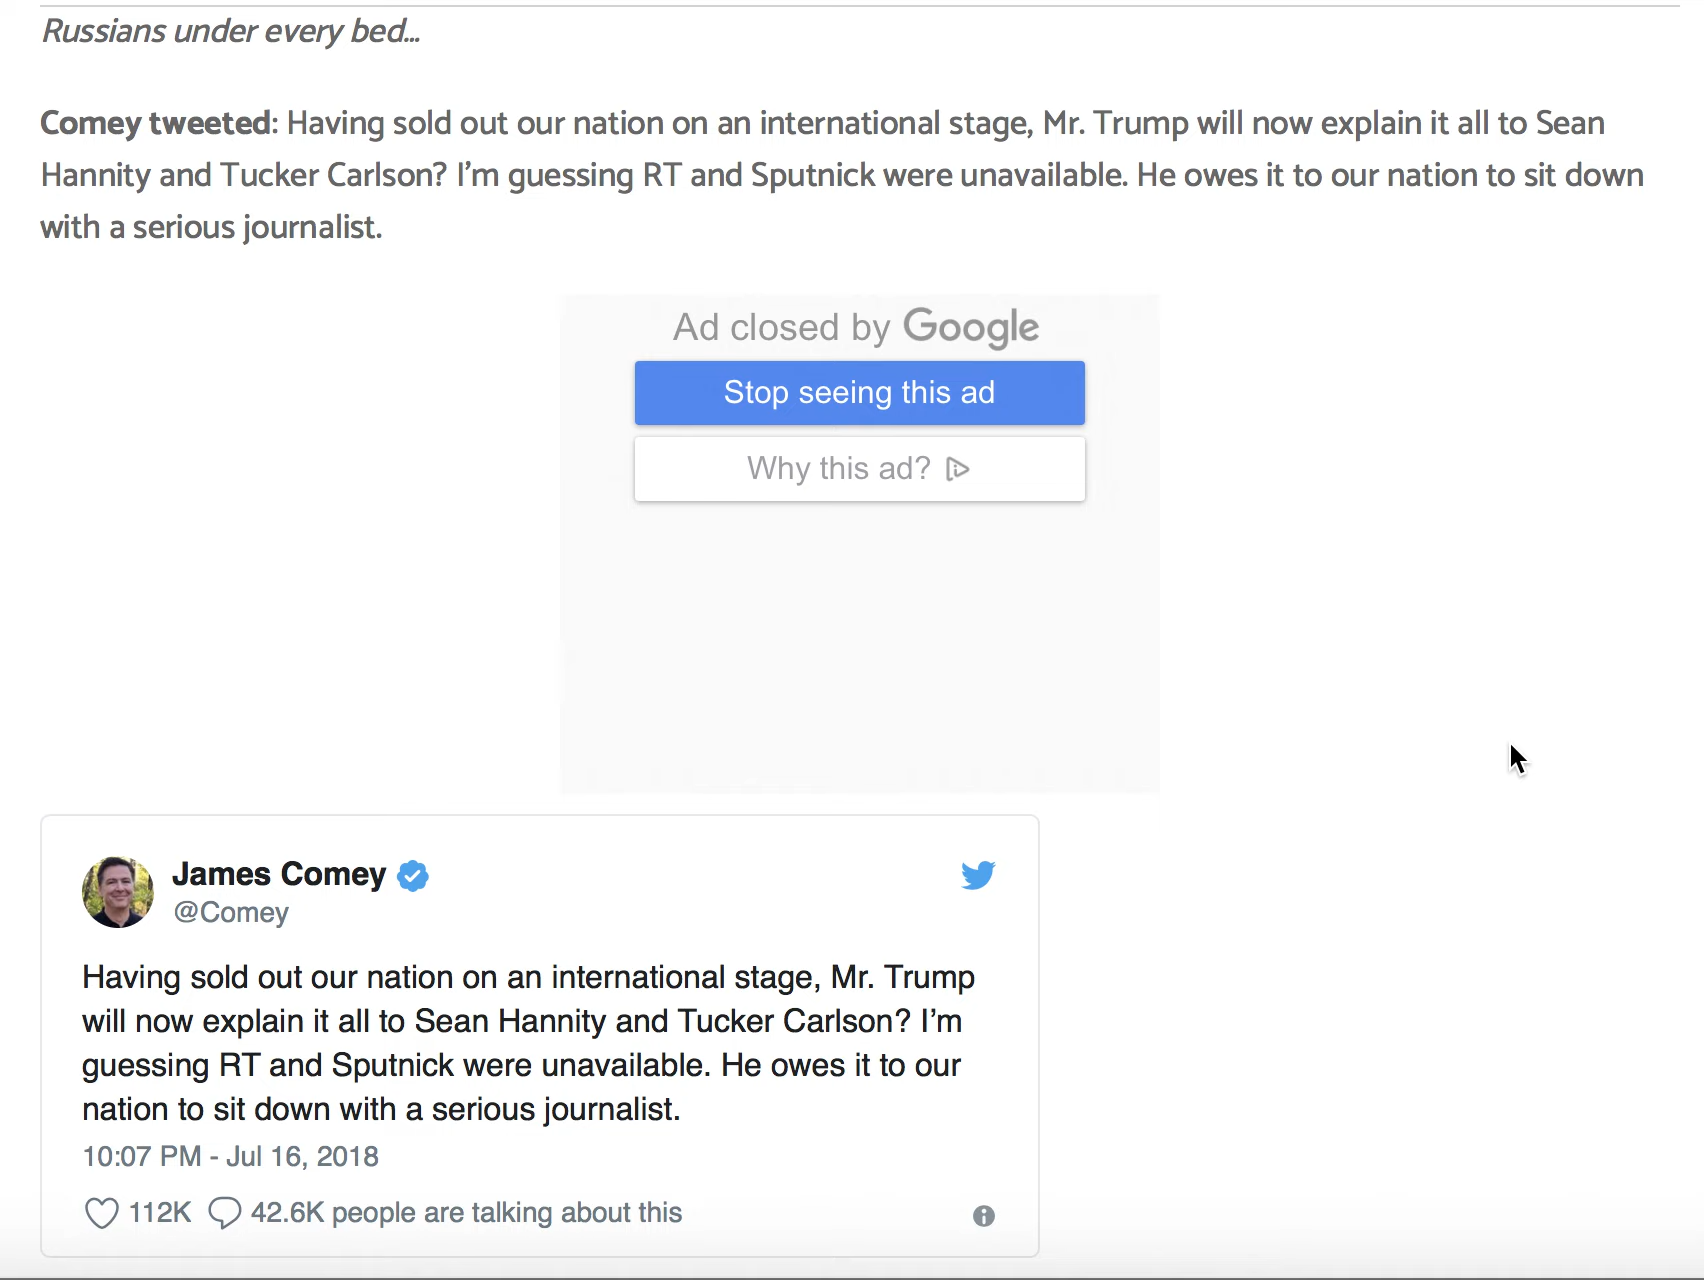 Russians under every bed...
Comey tweeted: Having sold out our nation on an international stage, Mr. Trump will now explain it all to Sean
Hannity and Tucker Carlson? I'm guessing RT and Sputnick were unavailable. He owes it to our nation to sit down
with a serious journalist.
Ad closed by Google
Stop seeing this ad
Why this ad?
James Comey
@Comey
Having sold out our nation on an international stage, Mr. Trump
will now explain it all to Sean Hannity and Tucker Carlson? I'm
guessing RT and Sputnick were unavailable. He owes it to our
nation to sit down with a serious journalist.
10:07 PM - Jul 16, 2018
112K 42.6K people are talking about this